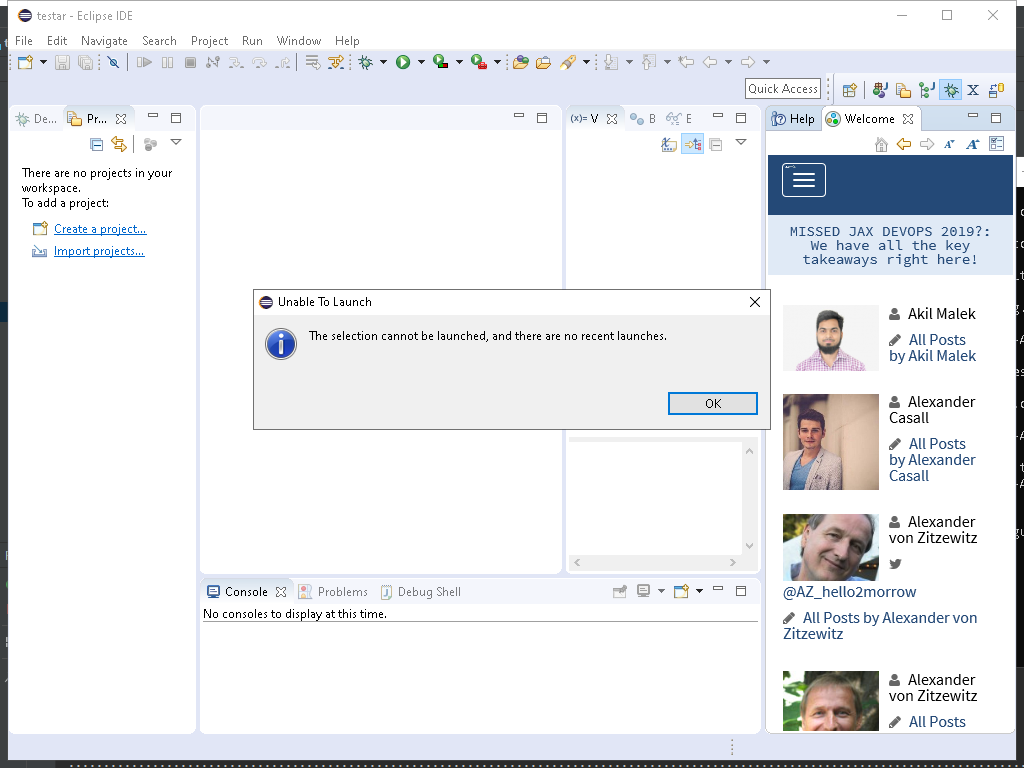 testar - Eclipse IDE
File Edit Navigate Search Project Run Window Help
Quick Access
De...
Pr...
There are no projects in your
workspace.
To add a project:
Create a project...
Import projects...
(x)= V
B
E
Help
Welcome
MISSED JAX DEVOPS 2019?:
We have all the key
takeaways right here!
Akil Malek
All Posts
by Akil Malek
Alexander
Casall
All Posts
by Alexander
Casall
Alexander
von Zitzewitz
@AZ_hello2morrow
All Posts by Alexander von
Zitzewitz
Alexander
von Zitzewitz
All Posts
Unable To Launch
The selection cannot be launched, and there are no recent launches.
OK
Console
Problems
Debug Shell
No consoles to display at this time.